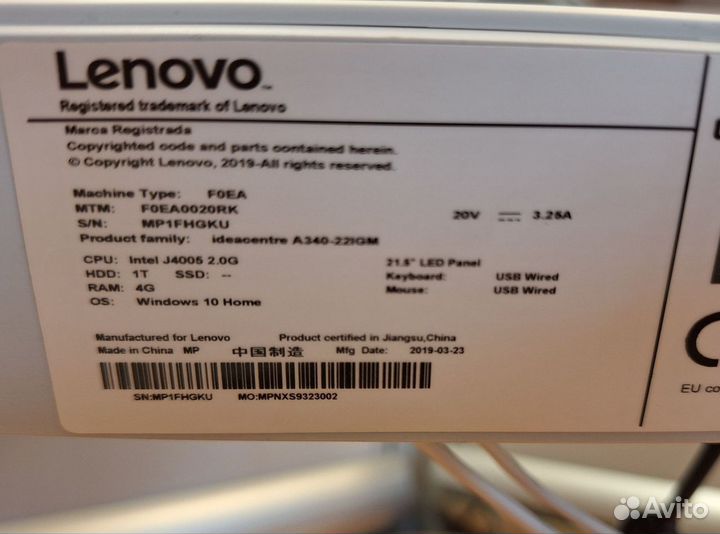 Lenovo™
Registered trademark of Lenovo
Marca Registrada
Copyrighted code and parts contained herein.
© Copyright Lenovo, 2019-All rights reserved.
Machine Type: F0EA
MTM: F0EA0020RK
20V ⎓ 3.25A
S/N: MP1FHGKU
Product family: ideacentre A340-22IGM
CPU: Intel J4005 2.0G
21.5" LED Panel
HDD: 1T SSD: --
Keyboard: USB Wired
RAM: 4G
Mouse: USB Wired
OS: Windows 10 Home
Manufactured for Lenovo Product certified in Jiangsu,China
Made in China MP 中国制造 Mfg Date: 2019-03-23
SN:MP1FHGKU MO:MPNXS9323002
EU co
Avito